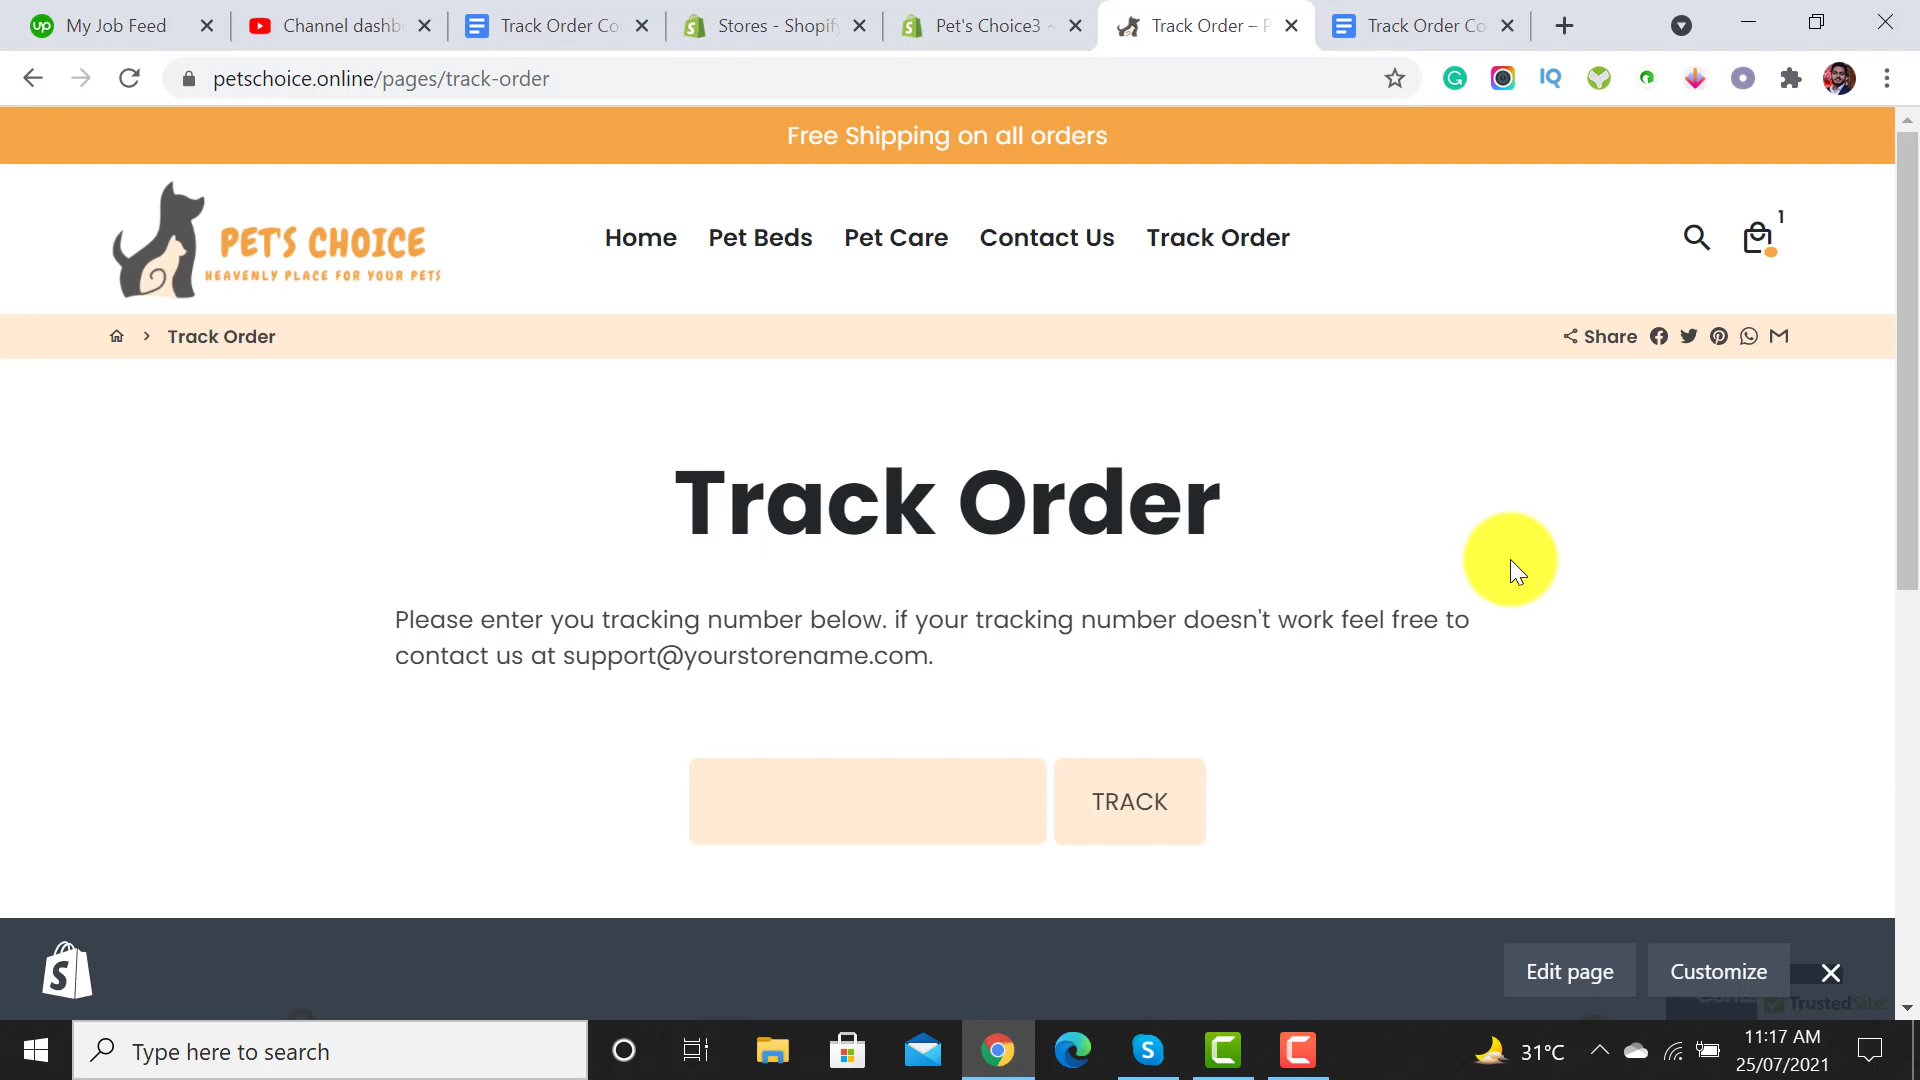 My Job Feed
Channel dashb
Track Order Co
Stores - Shopify
Pet's Choice3 ~
Track Order – P
Track Order Co
petschoice.online/pages/track-order
Free Shipping on all orders
PET'S CHOICE
HEAVENLY PLACE FOR YOUR PETS
Home
Pet Beds
Pet Care
Contact Us
Track Order
1
Track Order
Share
Track Order
Please enter you tracking number below. if your tracking number doesn't work feel free to
contact us at support@yourstorename.com.
TRACK
Edit page
Customize
TrustedSite
Type here to search
31°C
11:17 AM
25/07/2021